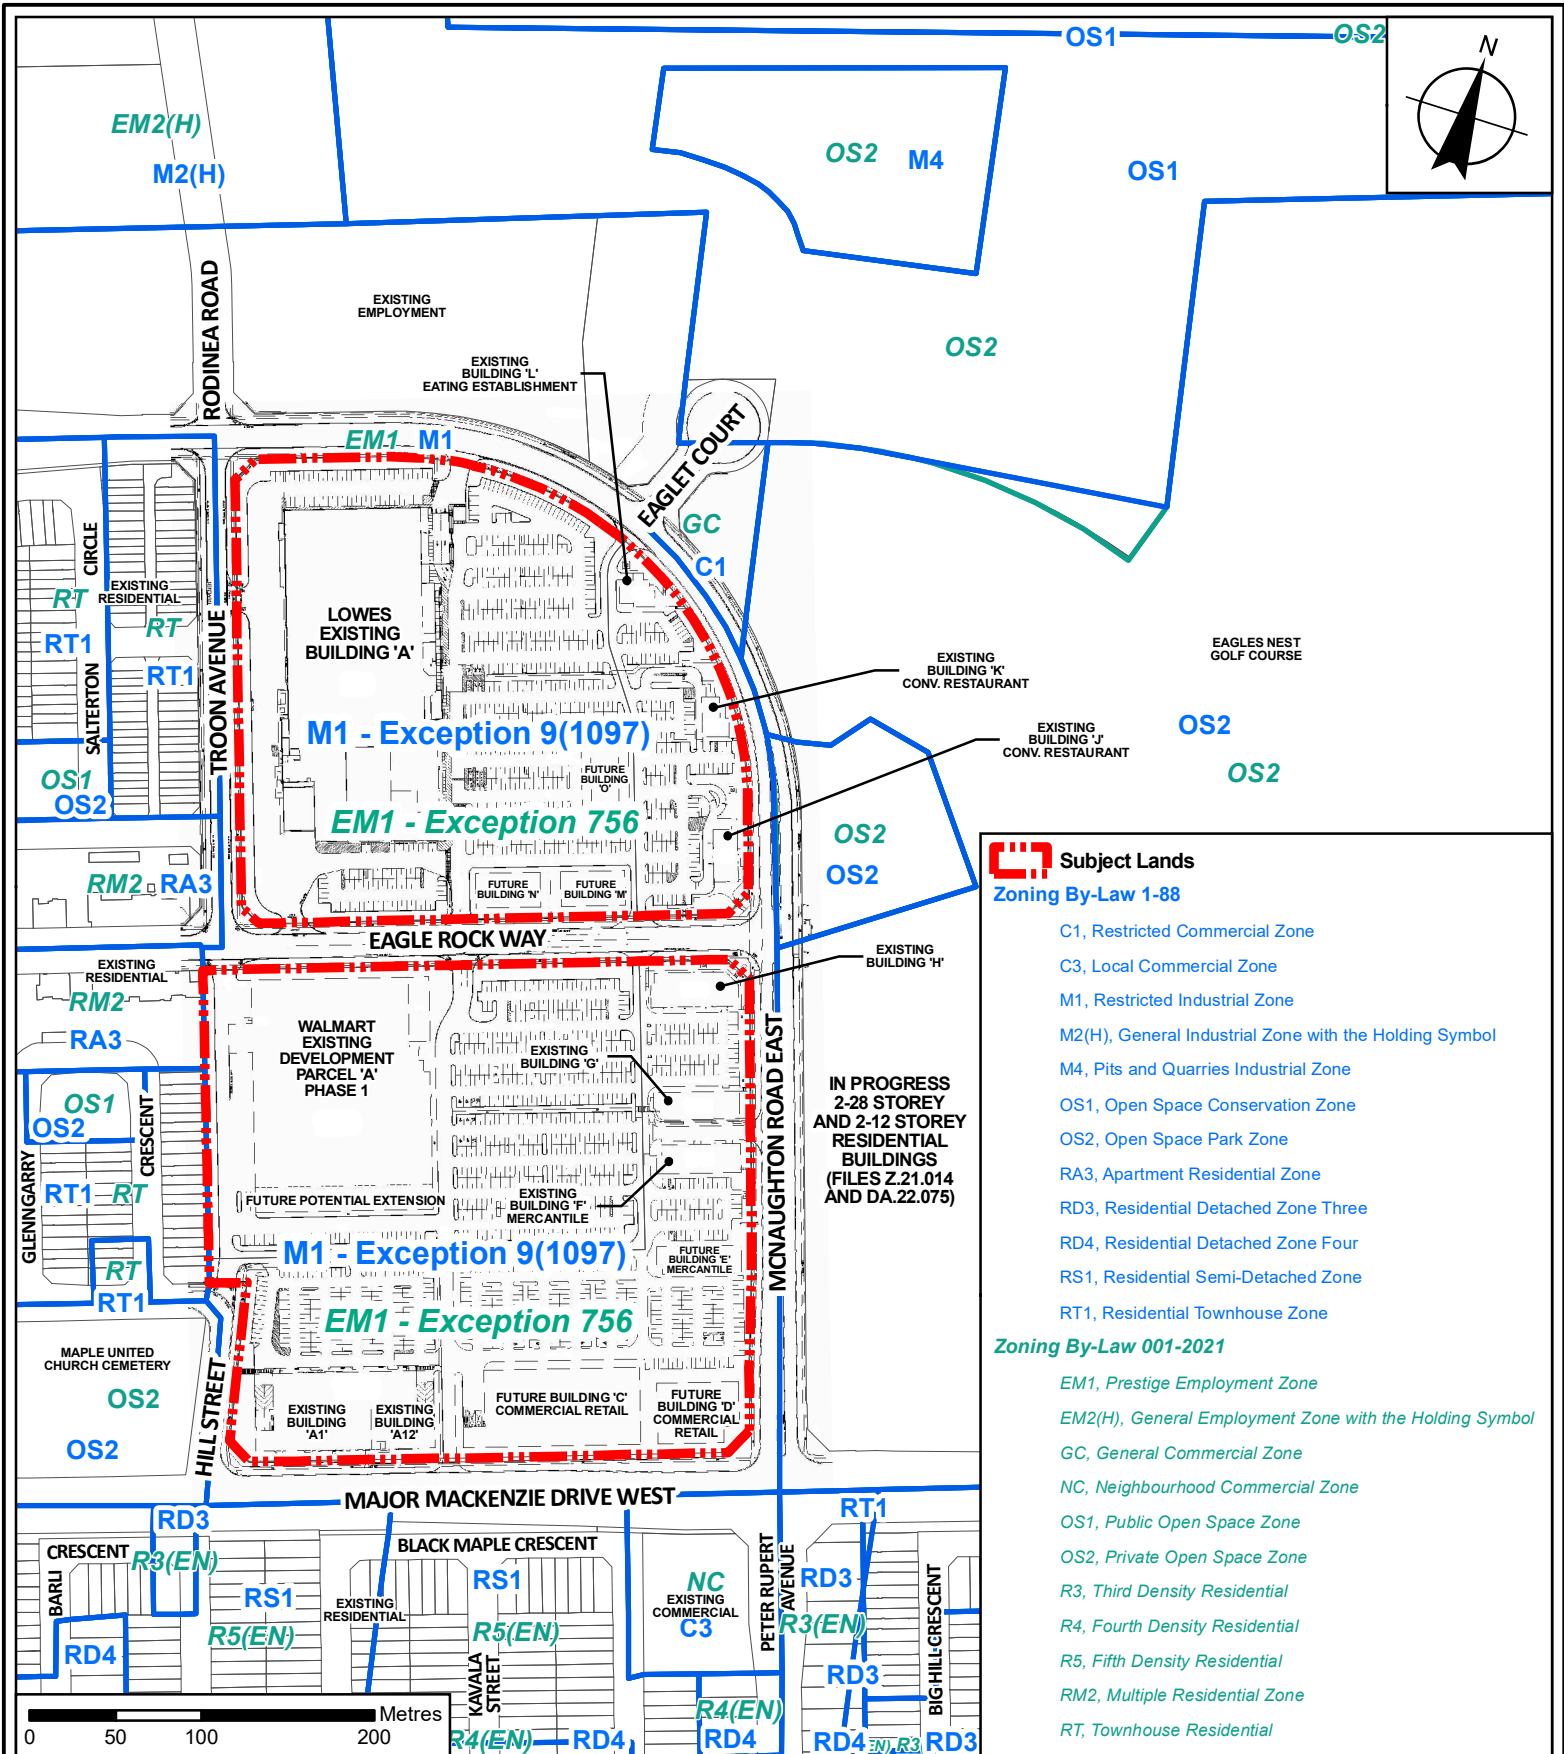 OS1
OS2
N
EM2(H)
M2(H)
OS2
M4
OS1
RODINEA ROAD
EXISTING
EMPLOYMENT
OS2
EXISTING
BUILDING 'L'
EATING ESTABLISHMENT
EAGLET COURT
EM1
M1
GC
C1
CIRCLE
SALTERTON
EXISTING
RESIDENTIAL
RT
RT1
RT
RT1
TROON AVENUE
LOWES
EXISTING
BUILDING 'A'
EXISTING
BUILDING 'K'
CONV. RESTAURANT
EXISTING
BUILDING 'J'
CONV. RESTAURANT
EAGLES NEST
GOLF COURSE
OS2
OS2
M1 - Exception 9(1097)
EM1 - Exception 756
FUTURE
BUILDING
'O'
OS1
OS2
OS2
OS2
RM2
RA3
FUTURE
BUILDING 'N'
FUTURE
BUILDING 'M'
EAGLE ROCK WAY
EXISTING
RESIDENTIAL
RM2
RA3
EXISTING
BUILDING 'H'
WALMART
EXISTING
DEVELOPMENT
PARCEL 'A'
PHASE 1
EXISTING
BUILDING 'G'
MCNAUGHTON ROAD EAST
IN PROGRESS
2-28 STOREY
AND 2-12 STOREY
RESIDENTIAL
BUILDINGS
(FILES Z.21.014
AND DA.22.075)
OS1
OS2
CRESCENT
GLENNGARRY
RT1
RT
FUTURE POTENTIAL EXTENSION
EXISTING
BUILDING 'F'
MERCANTILE
M1 - Exception 9(1097)
FUTURE
BUILDING 'E'
MERCANTILE
EM1 - Exception 756
RT
RT1
MAPLE UNITED
CHURCH CEMETERY
OS2
OS2
HILL STREET
EXISTING
BUILDING
'A1'
EXISTING
BUILDING
'A12'
FUTURE BUILDING 'C'
COMMERCIAL RETAIL
FUTURE
BUILDING 'D'
COMMERCIAL
RETAIL
MAJOR MACKENZIE DRIVE WEST
RT1
RD3
CRESCENT
BARLI
R3(EN)
RS1
R5(EN)
RD4
BLACK MAPLE CRESCENT
EXISTING
RESIDENTIAL
RS1
R5(EN)
KAVALA
STREET
NC
EXISTING
COMMERCIAL
C3
PETER RUPERT
AVENUE
RD3
R3(EN)
RD3
BIG HILL CRESCENT
R4(EN)
RD4
R4(EN)
RD4
RD4
EN) R3
RD3
Metres
0 50 100 200
Subject Lands
Zoning By-Law 1-88
C1, Restricted Commercial Zone
C3, Local Commercial Zone
M1, Restricted Industrial Zone
M2(H), General Industrial Zone with the Holding Symbol
M4, Pits and Quarries Industrial Zone
OS1, Open Space Conservation Zone
OS2, Open Space Park Zone
RA3, Apartment Residential Zone
RD3, Residential Detached Zone Three
RD4, Residential Detached Zone Four
RS1, Residential Semi-Detached Zone
RT1, Residential Townhouse Zone
Zoning By-Law 001-2021
EM1, Prestige Employment Zone
EM2(H), General Employment Zone with the Holding Symbol
GC, General Commercial Zone
NC, Neighbourhood Commercial Zone
OS1, Public Open Space Zone
OS2, Private Open Space Zone
R3, Third Density Residential
R4, Fourth Density Residential
R5, Fifth Density Residential
RM2, Multiple Residential Zone
RT, Townhouse Residential